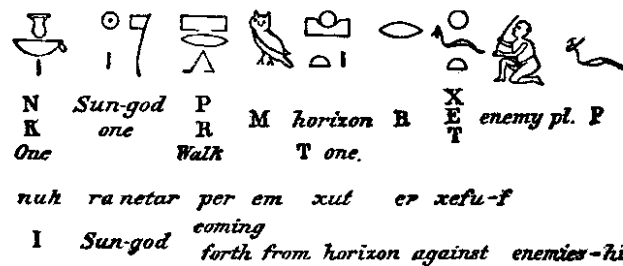 N Sun-god P M horizon R X enemy pl. F
K one R E
One Walk T one. T
nuh ra netar per em xut er xefu-f
coming
I Sun-god forth from horizon against enemies-hi